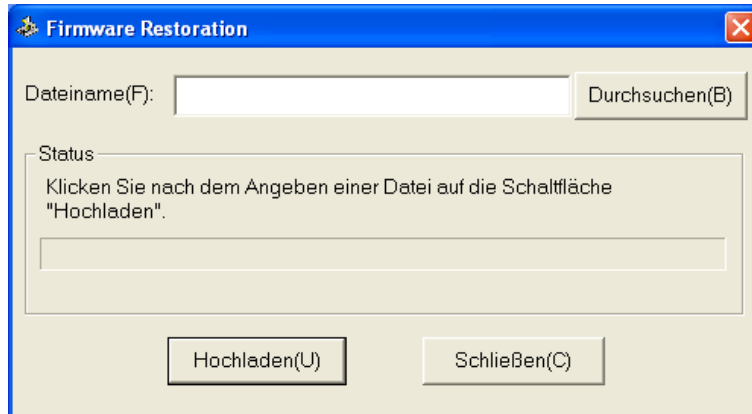 Firmware Restoration
Dateiname(F):
Durchsuchen(B)
Status
Klicken Sie nach dem Angeben einer Datei auf die Schaltfläche
"Hochladen".
Hochladen(U)
Schließen(C)